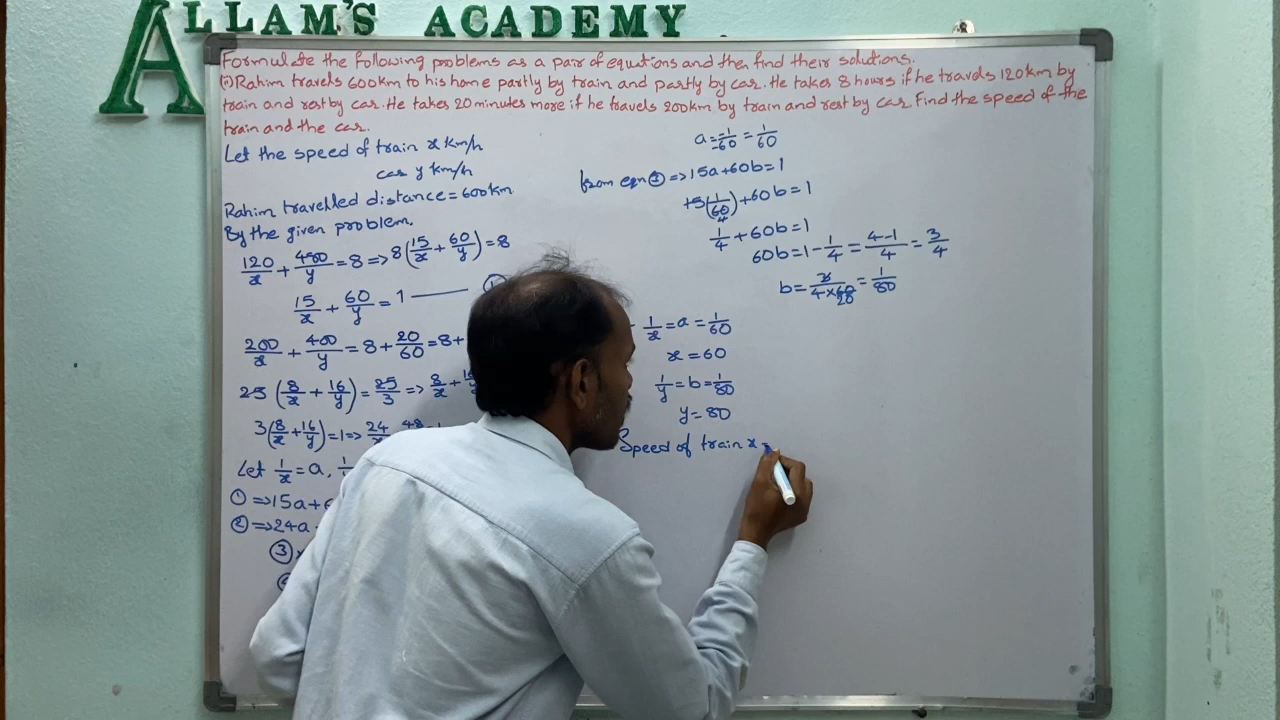 ALLAM'S ACADEMY
Formulate the following problems as a pair of equations and then find their solutions.
(ii) Rahim travels 600km to his home partly by train and partly by car. He takes 8 hours if he travels 120km by
train and rest by car. He takes 20 minutes more if he travels 200km by train and rest by car. Find the speed of the
train and the car.
Let the speed of train x km/h
car y km/h
Rahim travelled distance = 600km
By the given problem,
120/x + 480/y = 8 => 8(15/x + 60/y) = 8
15/x + 60/y = 1 —— ①
200/x + 400/y = 8 + 20/60 = 8 +
25(8/x + 16/y) = 25/3 => 8/x +
3(8/x + 16/y) = 1 => 24/x
Let 1/x = a,
① => 15a +
② => 24a
③
a = -1/-60 = 1/60
from eqn ③ => 15a + 60b = 1
15(1/60) + 60b = 1
4
1/4 + 60b = 1
60b = 1 - 1/4 = 4-1/4 = 3/4
b = 3/4×60 = 1/80
20
1/x = a = 1/60
x = 60
1/y = b = 1/80
y = 80
Speed of train x =